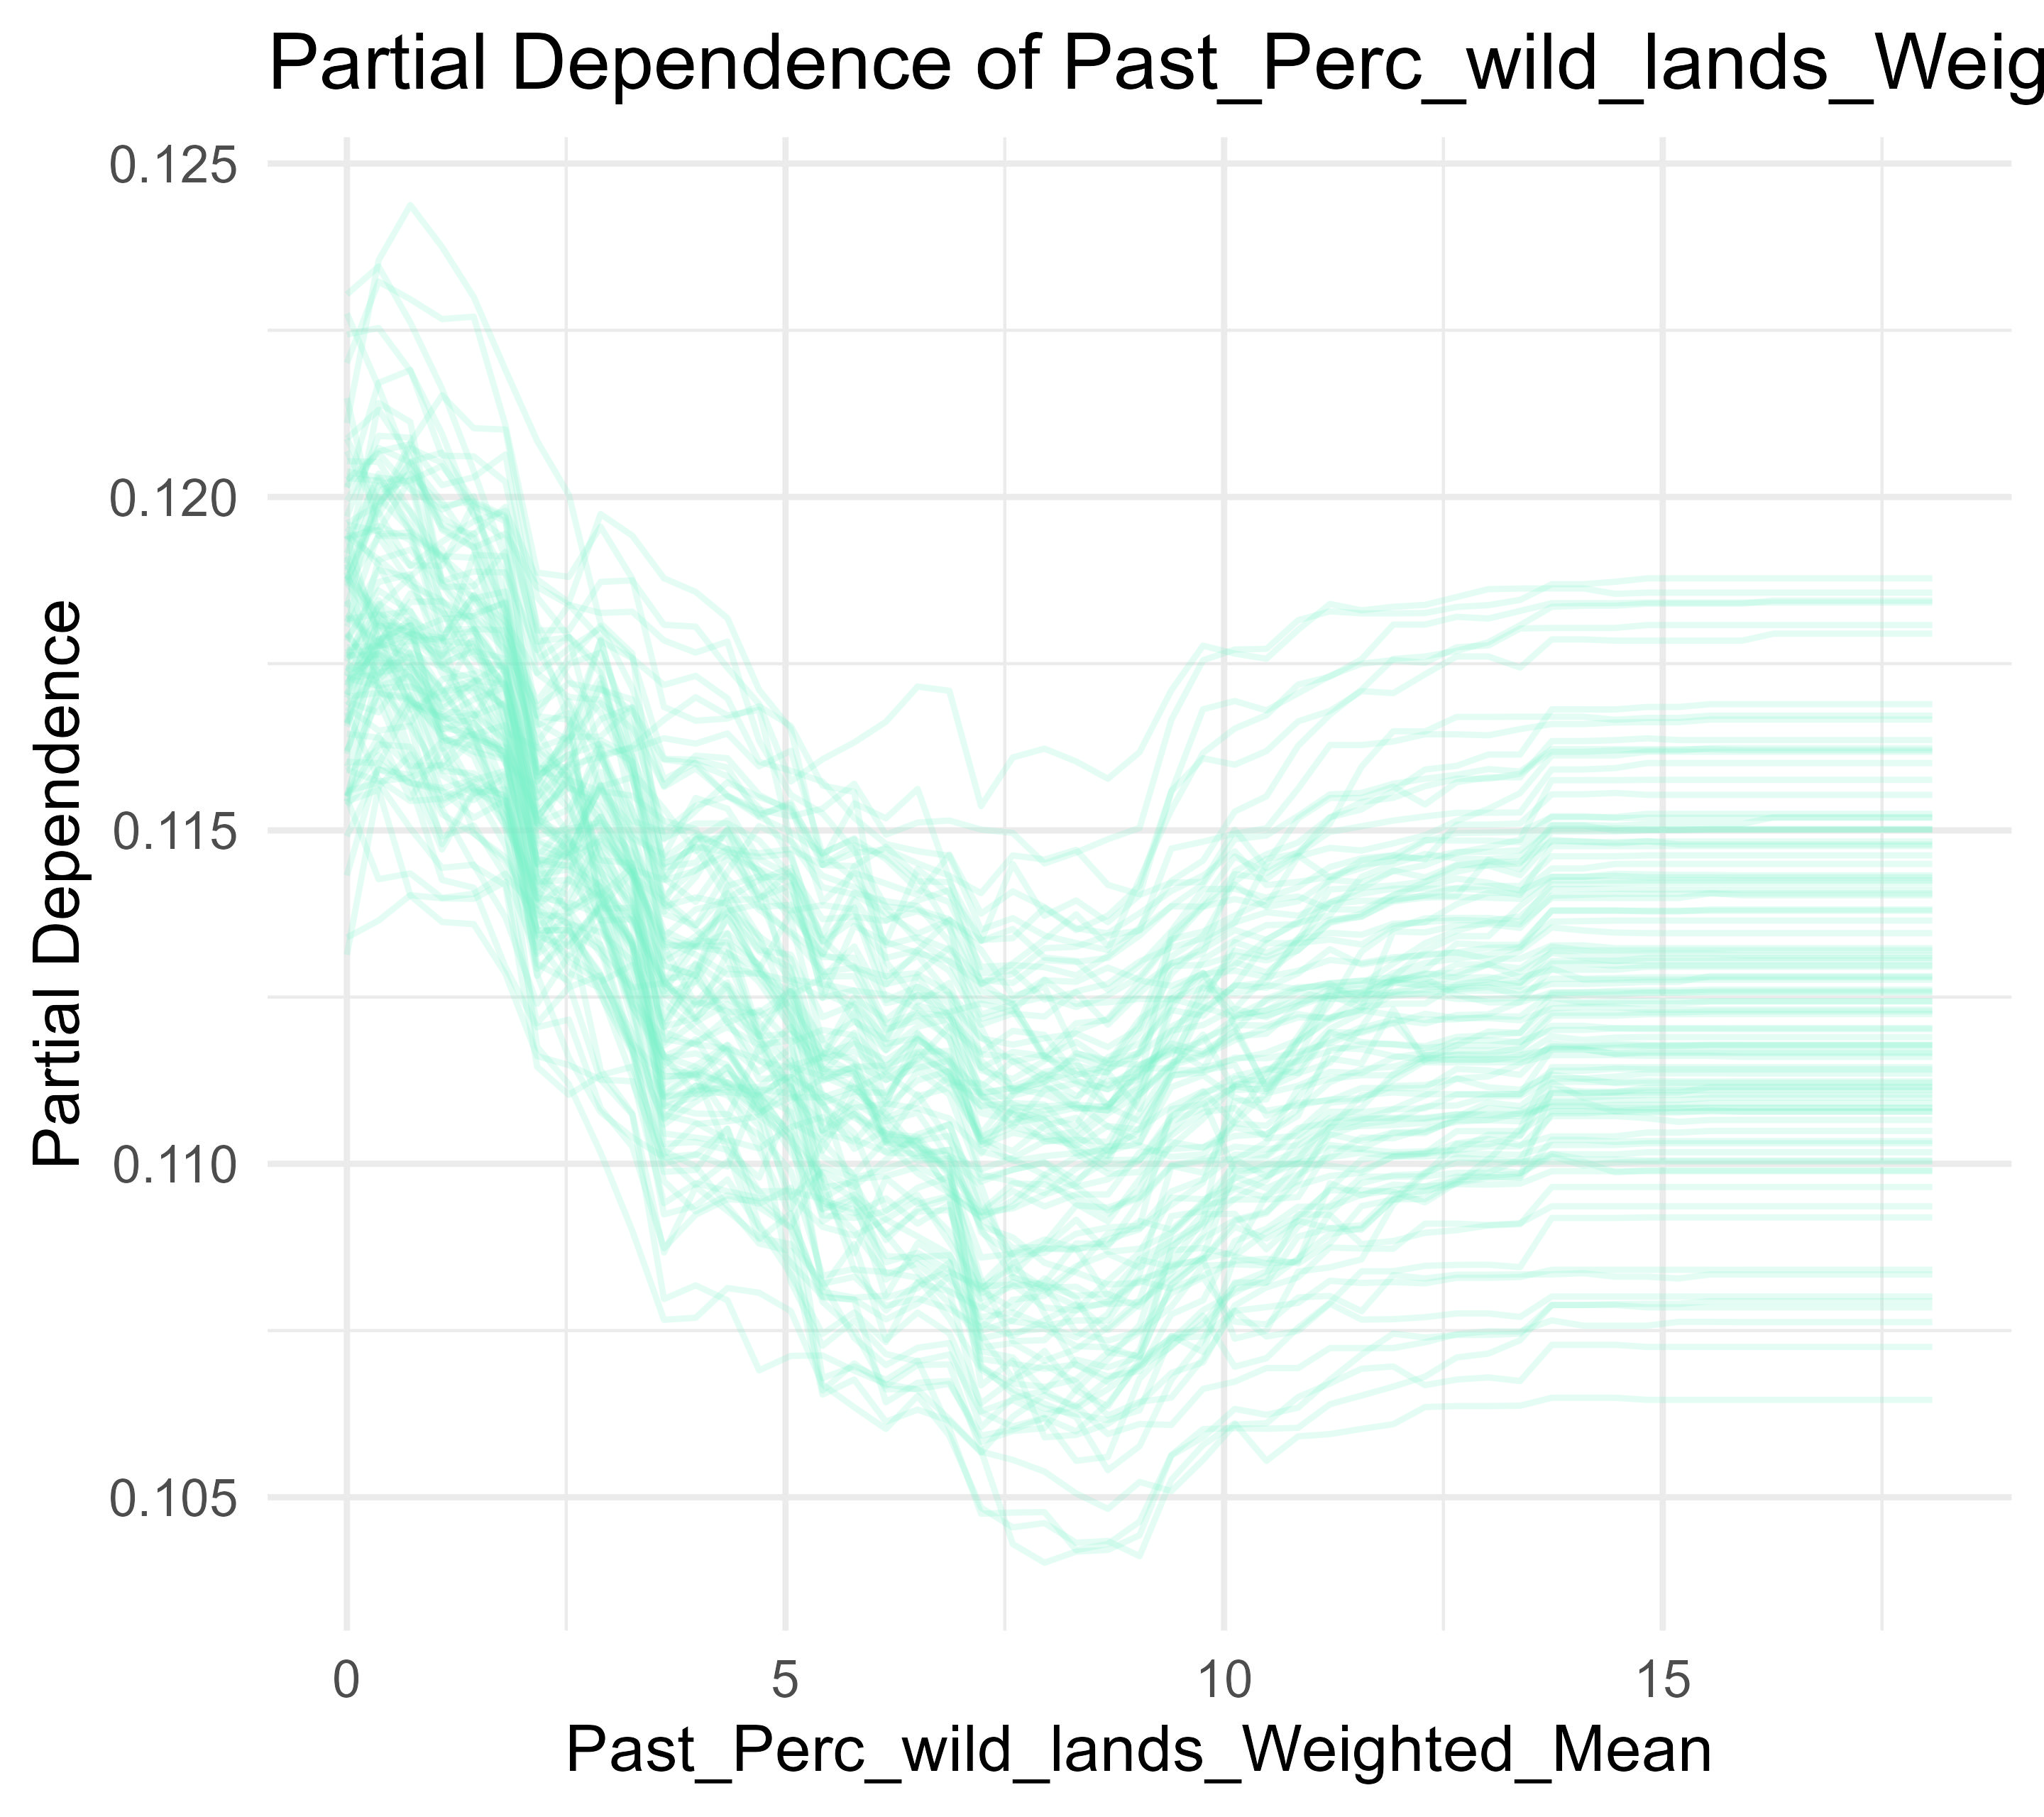 Partial Dependence of Past_Perc_wild_lands_Weig
0.125
0.120
0.115
0.110
0.105
Partial Dependence
0 5 10 15
Past_Perc_wild_lands_Weighted_Mean